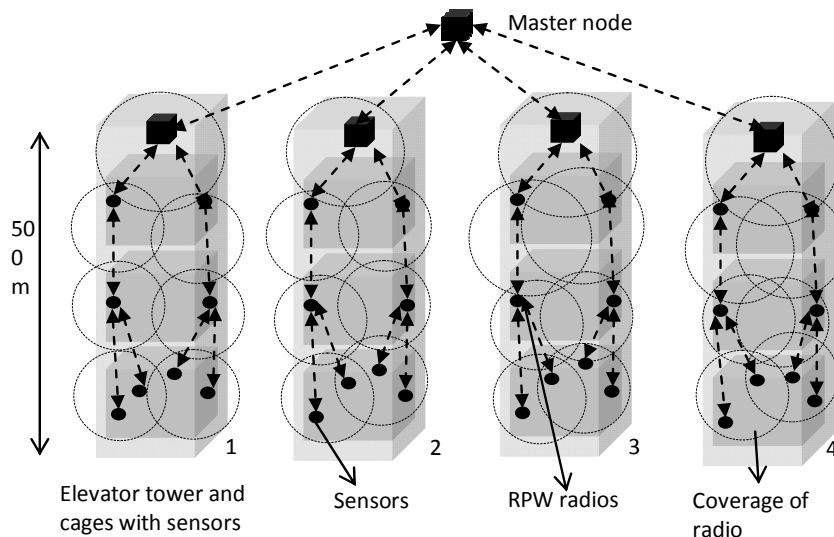 Master node
50
0
m
1
2
3
4
Elevator tower and
cages with sensors
Sensors
RPW radios
Coverage of
radio